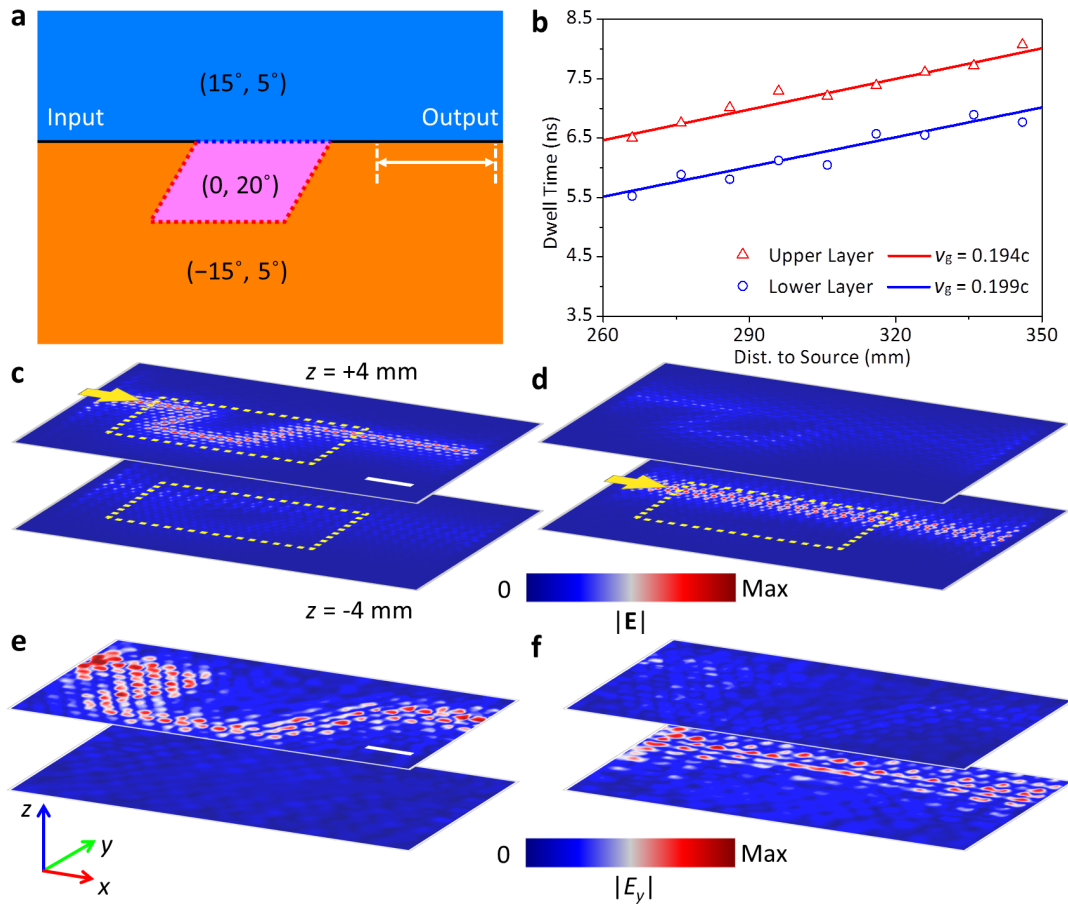 a
(15°, 5°)
Input
Output
(0, 20°)
(−15°, 5°)
b
8.5
7.5
6.5
5.5
4.5
3.5
Dwell Time (ns)
Upper Layer
vg = 0.194c
Lower Layer
vg = 0.199c
260
290
320
350
Dist. to Source (mm)
c
z = +4 mm
d
z = -4 mm
0
Max
|E|
e
f
z
y
x
0
Max
|Ey|